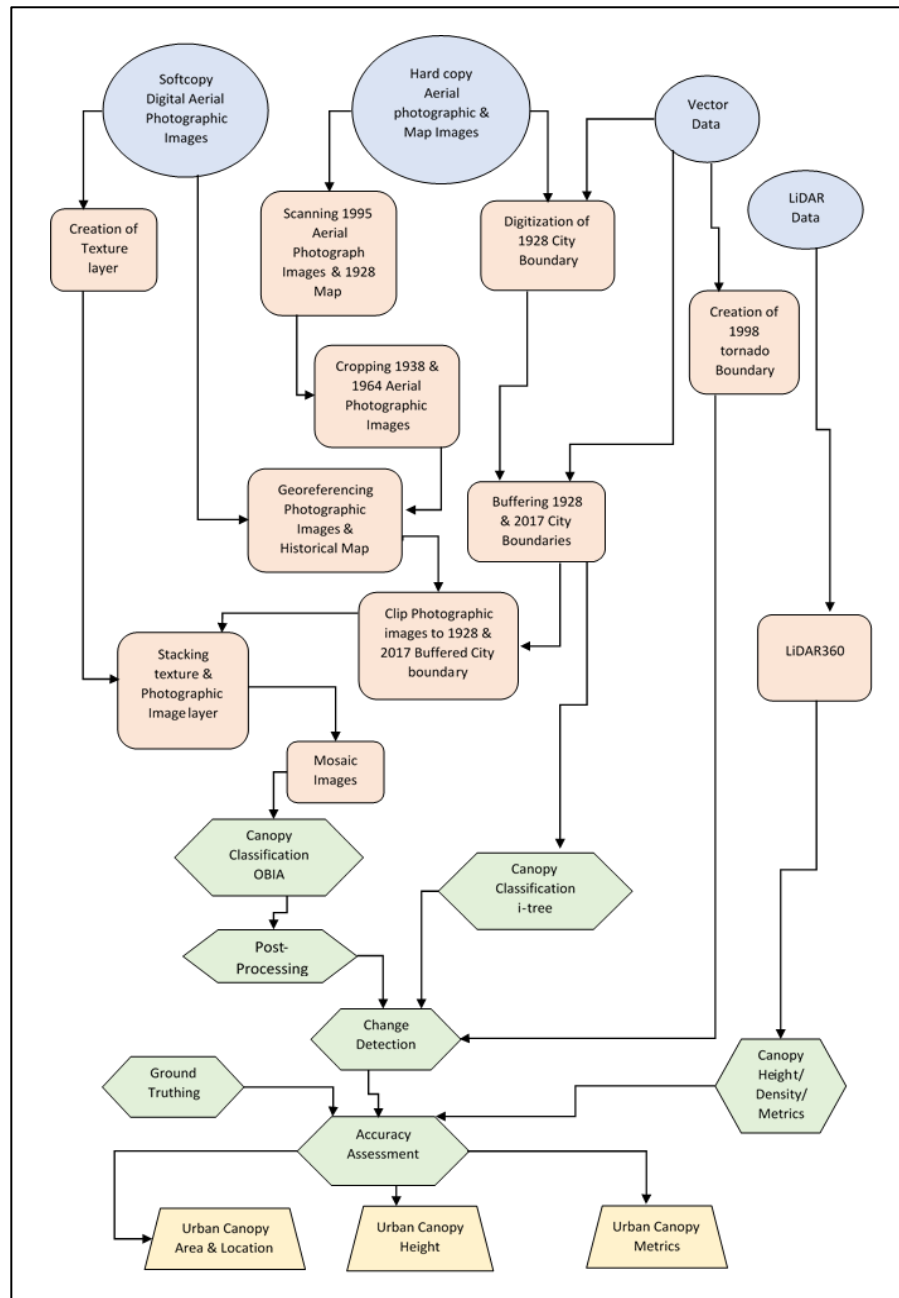 Softcopy
Digital Aerial
Photographic
Images
Hard copy
Aerial
photographic &
Map Images
Vector
Data
LiDAR
Data
Creation of
Texture
layer
Scanning 1995
Aerial
Photograph
Images & 1928
Map
Digitization of
1928 City
Boundary
Creation of
1998
tornado
Boundary
Cropping 1938 &
1964 Aerial
Photographic
Images
Georeferencing
Photographic
Images &
Historical Map
Buffering 1928
& 2017 City
Boundaries
Clip Photographic
images to 1928 &
2017 Buffered City
boundary
Stacking
texture &
Photographic
Image layer
LiDAR360
Mosaic
Images
Canopy
Classification
OBIA
Canopy
Classification
i-tree
Post-
Processing
Change
Detection
Ground
Truthing
Canopy
Height/
Density/
Metrics
Accuracy
Assessment
Urban Canopy
Area & Location
Urban Canopy
Height
Urban Canopy
Metrics